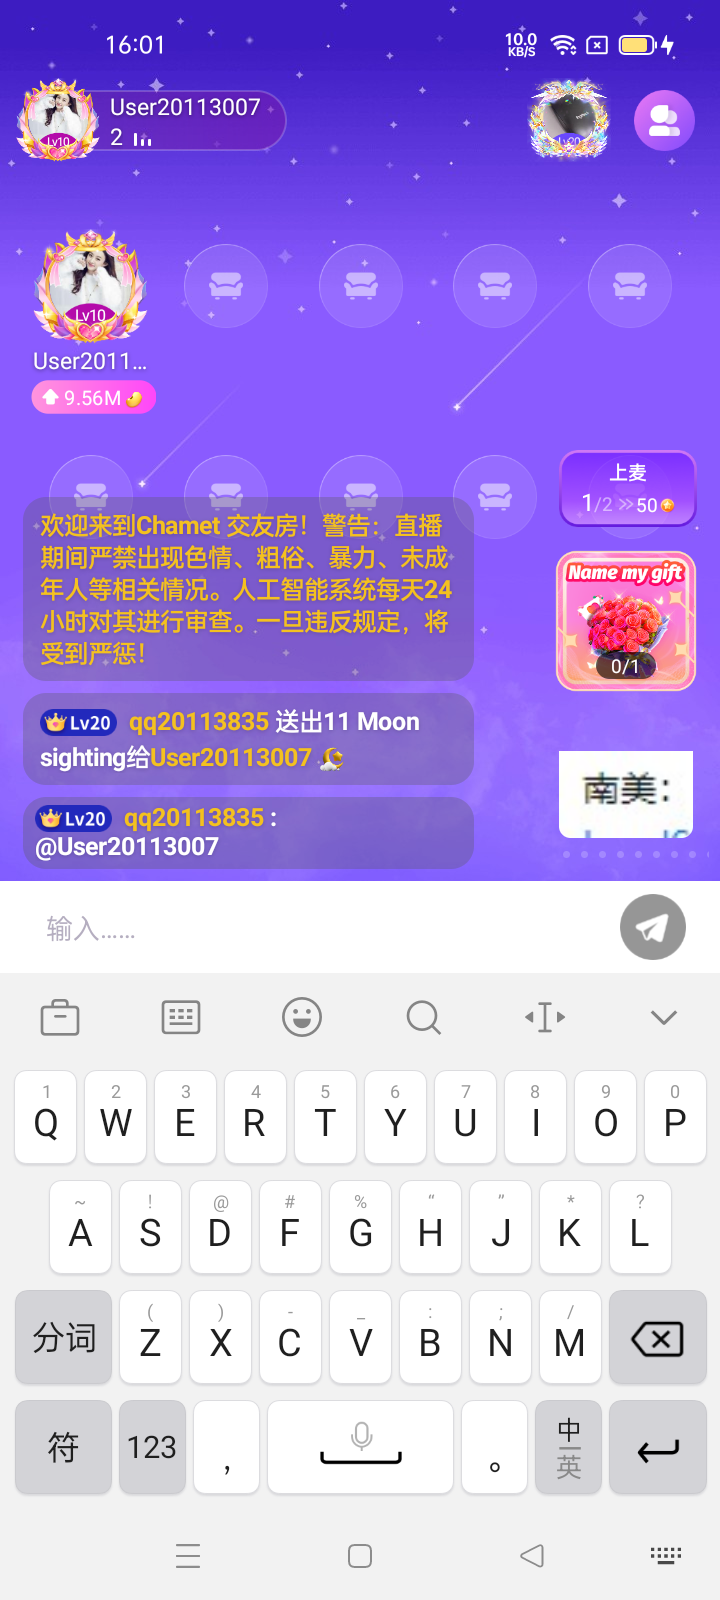 16:01
10.0
KB/S
User20113007
2
Lv10
Lv20
Lv10
User2011...
9.56M
上麦
1/2 50
欢迎来到Chamet 交友房！警告：直播
期间严禁出现色情、粗俗、暴力、未成
年人等相关情况。人工智能系统每天24
小时对其进行审查。一旦违反规定，将
受到严惩！
Name my gift
0/1
Lv20 qq20113835 送出11 Moon
sighting给User20113007
南美：
Lv20 qq20113835 :
@User20113007
输入......
1 2 3 4 5 6 7 8 9 0
Q W E R T Y U I O P
~ ! @ # % “ ” * ?
A S D F G H J K L
( ) - _ : ; /
分词 Z X C V B N M
符 123 , 。 中
英